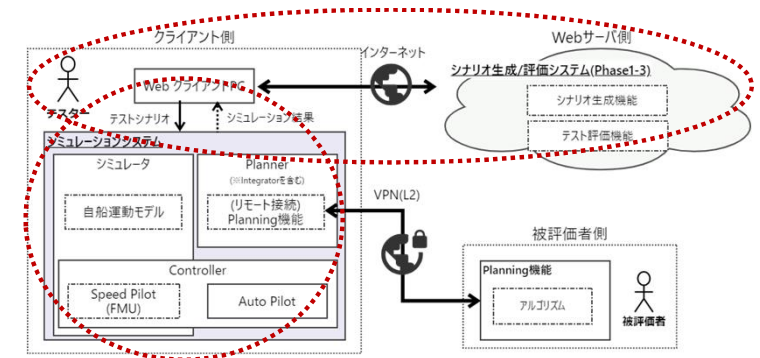 クライアント側
Webサーバ側
インターネット
シナリオ生成/評価システム(Phase1-3)
Web クライアントPC
シナリオ生成機能
テスター
テストシナリオ
シミュレーション結果
テスト評価機能
シミュレーションシステム
シミュレータ
Planner
(※Integratorを含む)
自船運動モデル
(リモート接続)
Planning機能
VPN(L2)
被評価者側
Controller
Planning機能
Speed Pilot
(FMU)
Auto Pilot
アルゴリズム
被評価者